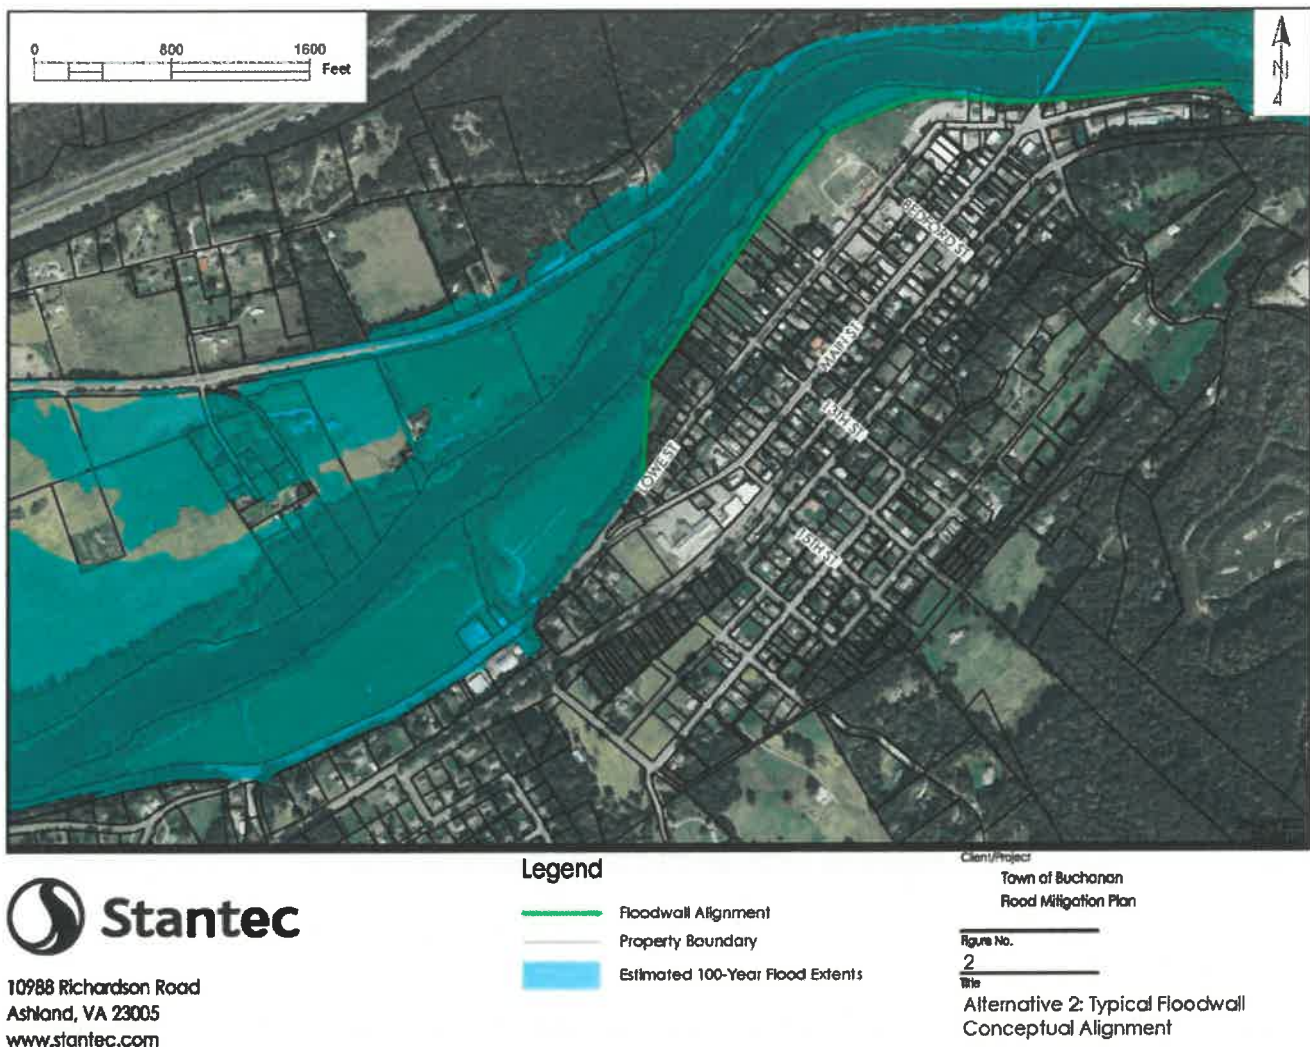 0 800 1600
Feet
N
BEDFORD ST
MAIN ST
13TH ST
LOWE ST
15TH ST
Legend
Floodwall Alignment
Property Boundary
Estimated 100-Year Flood Extents
Client/Project
Town of Buchanan
Flood Mitigation Plan
Figure No.
2
Title
Alternative 2: Typical Floodwall
Conceptual Alignment
Stantec
10988 Richardson Road
Ashland, VA 23005
www.stantec.com